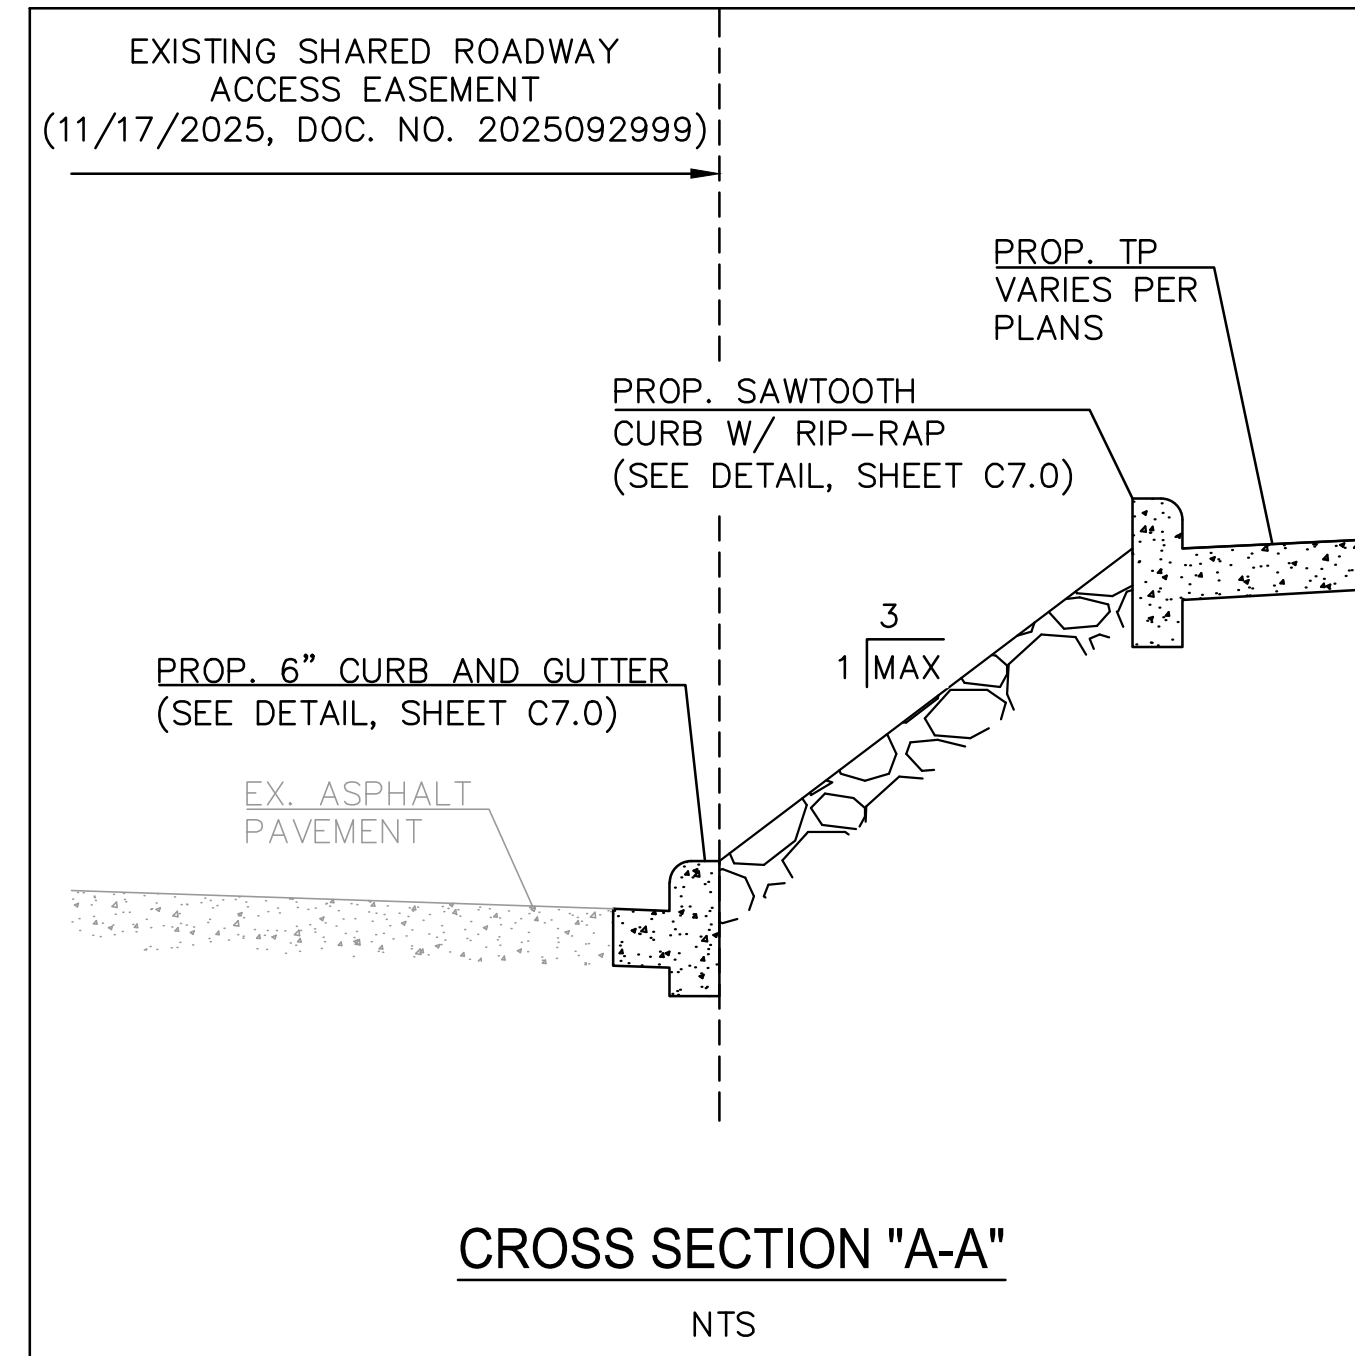 EXISTING SHARED ROADWAY
ACCESS EASEMENT
(11/17/2025, DOC. NO. 2025092999)
PROP. TP
VARIES PER
PLANS
PROP. SAWTOOTH
CURB W/ RIP-RAP
(SEE DETAIL, SHEET C7.0)
3
1 MAX
PROP. 6” CURB AND GUTTER
(SEE DETAIL, SHEET C7.0)
EX. ASPHALT
PAVEMENT
CROSS SECTION "A-A"
NTS